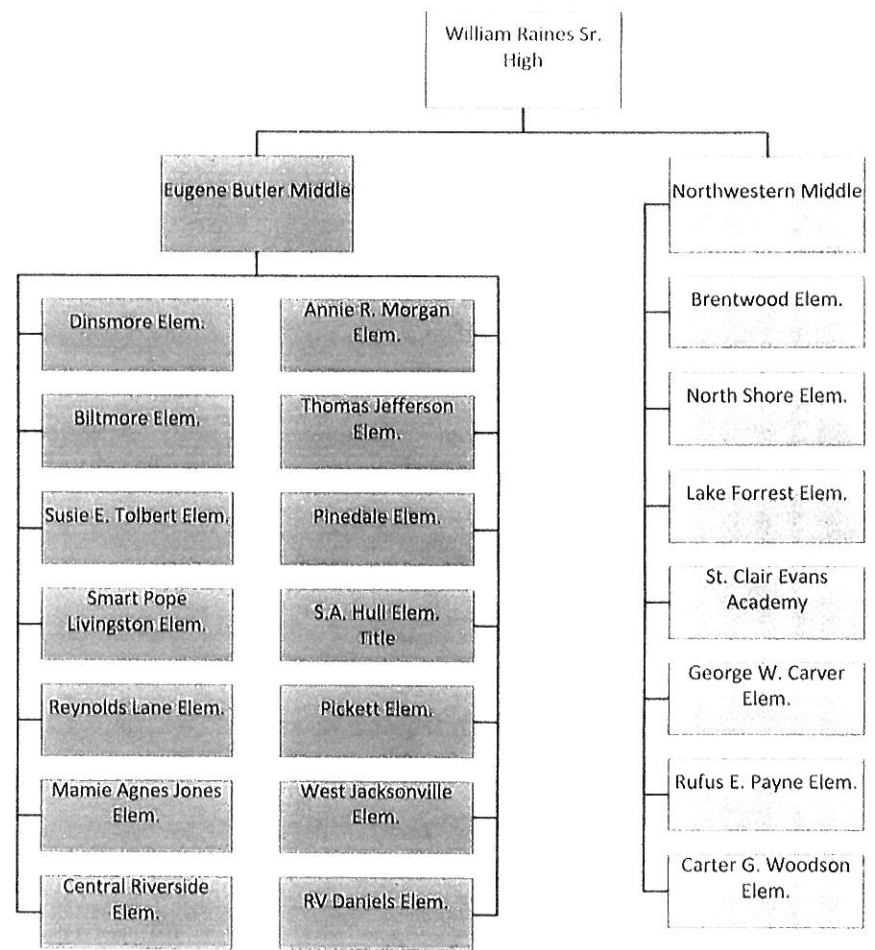 William Raines Sr.
High
Eugene Butler Middle
Northwestern Middle
Dinsmore Elem.
Annie R. Morgan
Elem.
Brentwood Elem.
Biltmore Elem.
Thomas Jefferson
Elem.
North Shore Elem.
Susie E. Tolbert Elem.
Pinedale Elem.
Lake Forrest Elem.
Smart Pope
Livingston Elem.
S.A. Hull Elem.
Title
St. Clair Evans
Academy
Reynolds Lane Elem.
Pickett Elem.
George W. Carver
Elem.
Mamie Agnes Jones
Elem.
West Jacksonville
Elem.
Rufus E. Payne Elem.
Central Riverside
Elem.
RV Daniels Elem.
Carter G. Woodson
Elem.